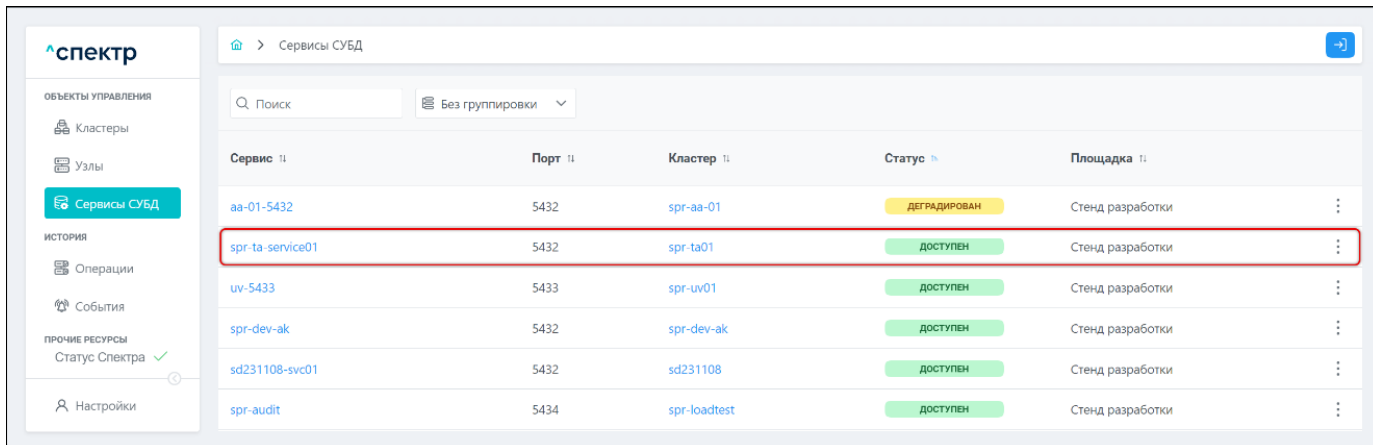 ^спектр
ОБЪЕКТЫ УПРАВЛЕНИЯ
Кластеры
Узлы
Сервисы СУБД
ИСТОРИЯ
Операции
События
ПРОЧИЕ РЕСУРСЫ
Статус Спектра
Настройки
> Сервисы СУБД
Поиск
Без группировки
Сервис Порт Кластер Статус Площадка
aa-01-5432 5432 spr-aa-01 ДЕГРАДИРОВАН Стенд разработки
spr-ta-service01 5432 spr-ta01 ДОСТУПЕН Стенд разработки
uv-5433 5433 spr-uv01 ДОСТУПЕН Стенд разработки
spr-dev-ak 5432 spr-dev-ak ДОСТУПЕН Стенд разработки
sd231108-svc01 5432 sd231108 ДОСТУПЕН Стенд разработки
spr-audit 5434 spr-loadtest ДОСТУПЕН Стенд разработки